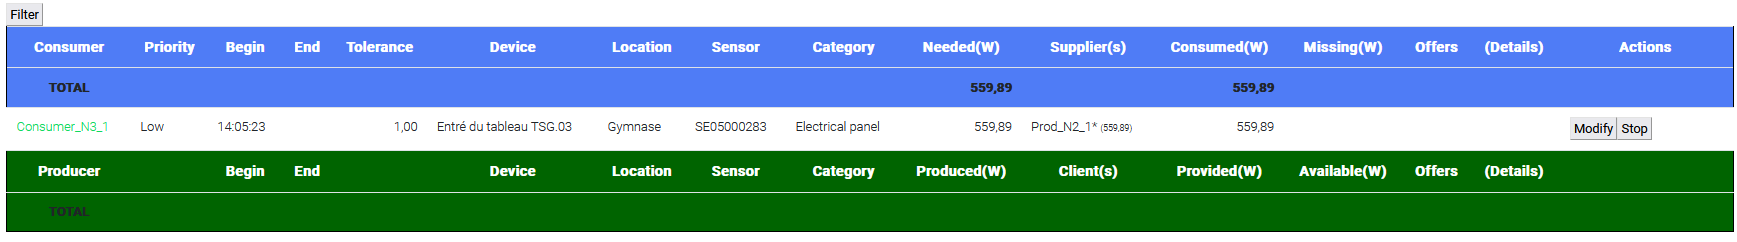 Filter
Consumer Priority Begin End Tolerance Device Location Sensor Category Needed(W) Supplier(s) Consumed(W) Missing(W) Offers (Details) Actions
TOTAL 559,89 559,89
Consumer_N3_1 Low 14:05:23 1,00 Entré du tableau TSG.03 Gymnase SE05000283 Electrical panel 559,89 Prod_N2_1* (559,89) 559,89 Modify Stop
Producer Begin End Device Location Sensor Category Produced(W) Client(s) Provided(W) Available(W) Offers (Details)
TOTAL